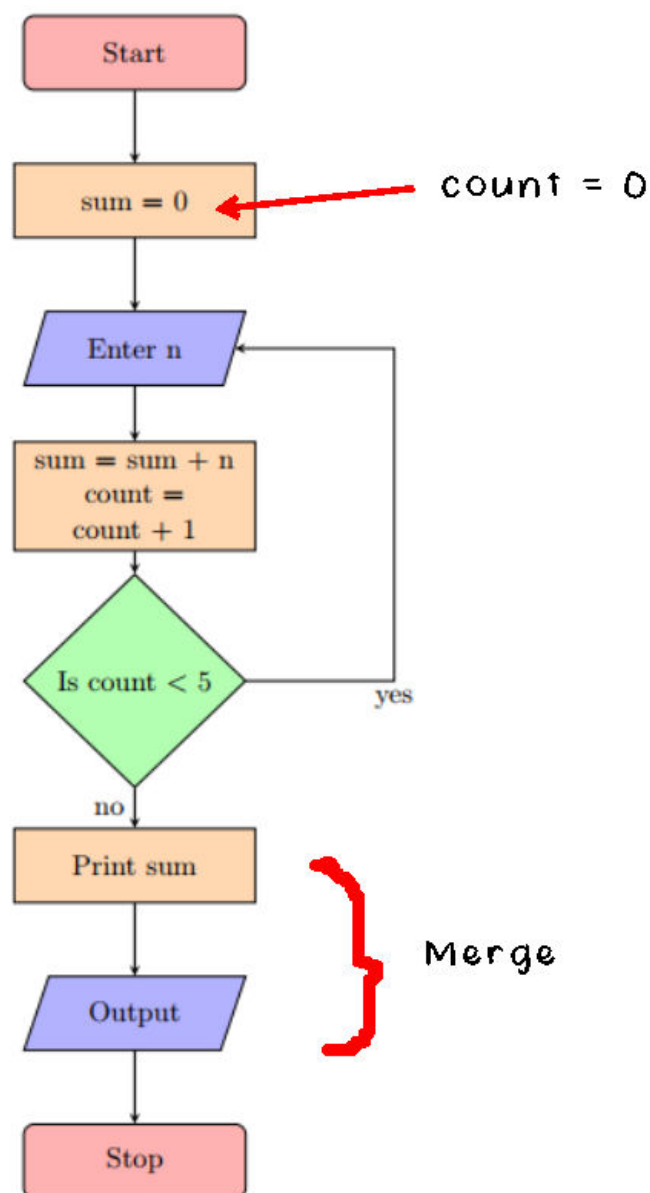 Start
sum = 0
count = 0
Enter n
sum = sum + n
count =
count + 1
Is count < 5
yes
no
Print sum
Merge
Output
Stop